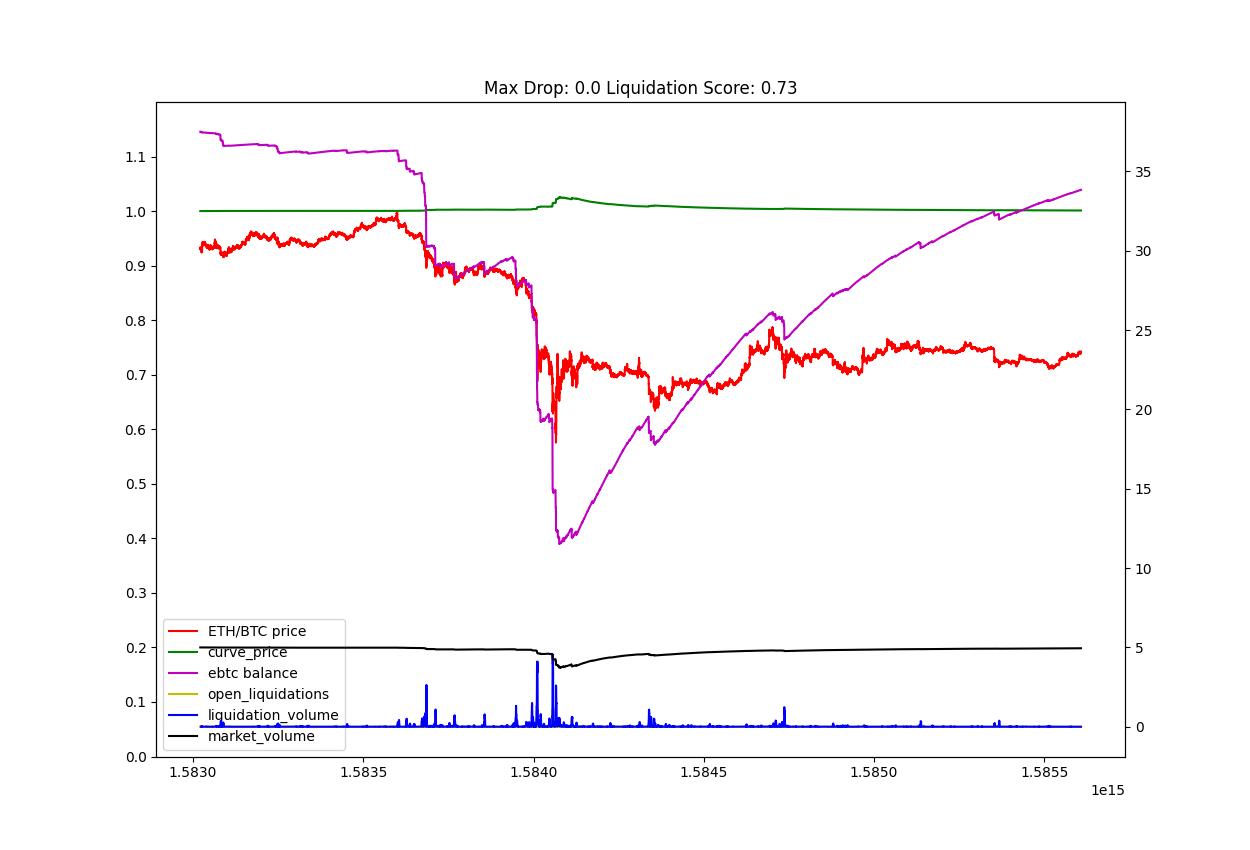 Max Drop: 0.0 Liquidation Score: 0.73
1.1
1.0
0.9
0.8
0.7
0.6
0.5
0.4
0.3
0.2
0.1
0.0
35
30
25
20
15
10
5
0
ETH/BTC price
curve_price
ebtc balance
open_liquidations
liquidation_volume
market_volume
1.5830 1.5835 1.5840 1.5845 1.5850 1.5855
1e15